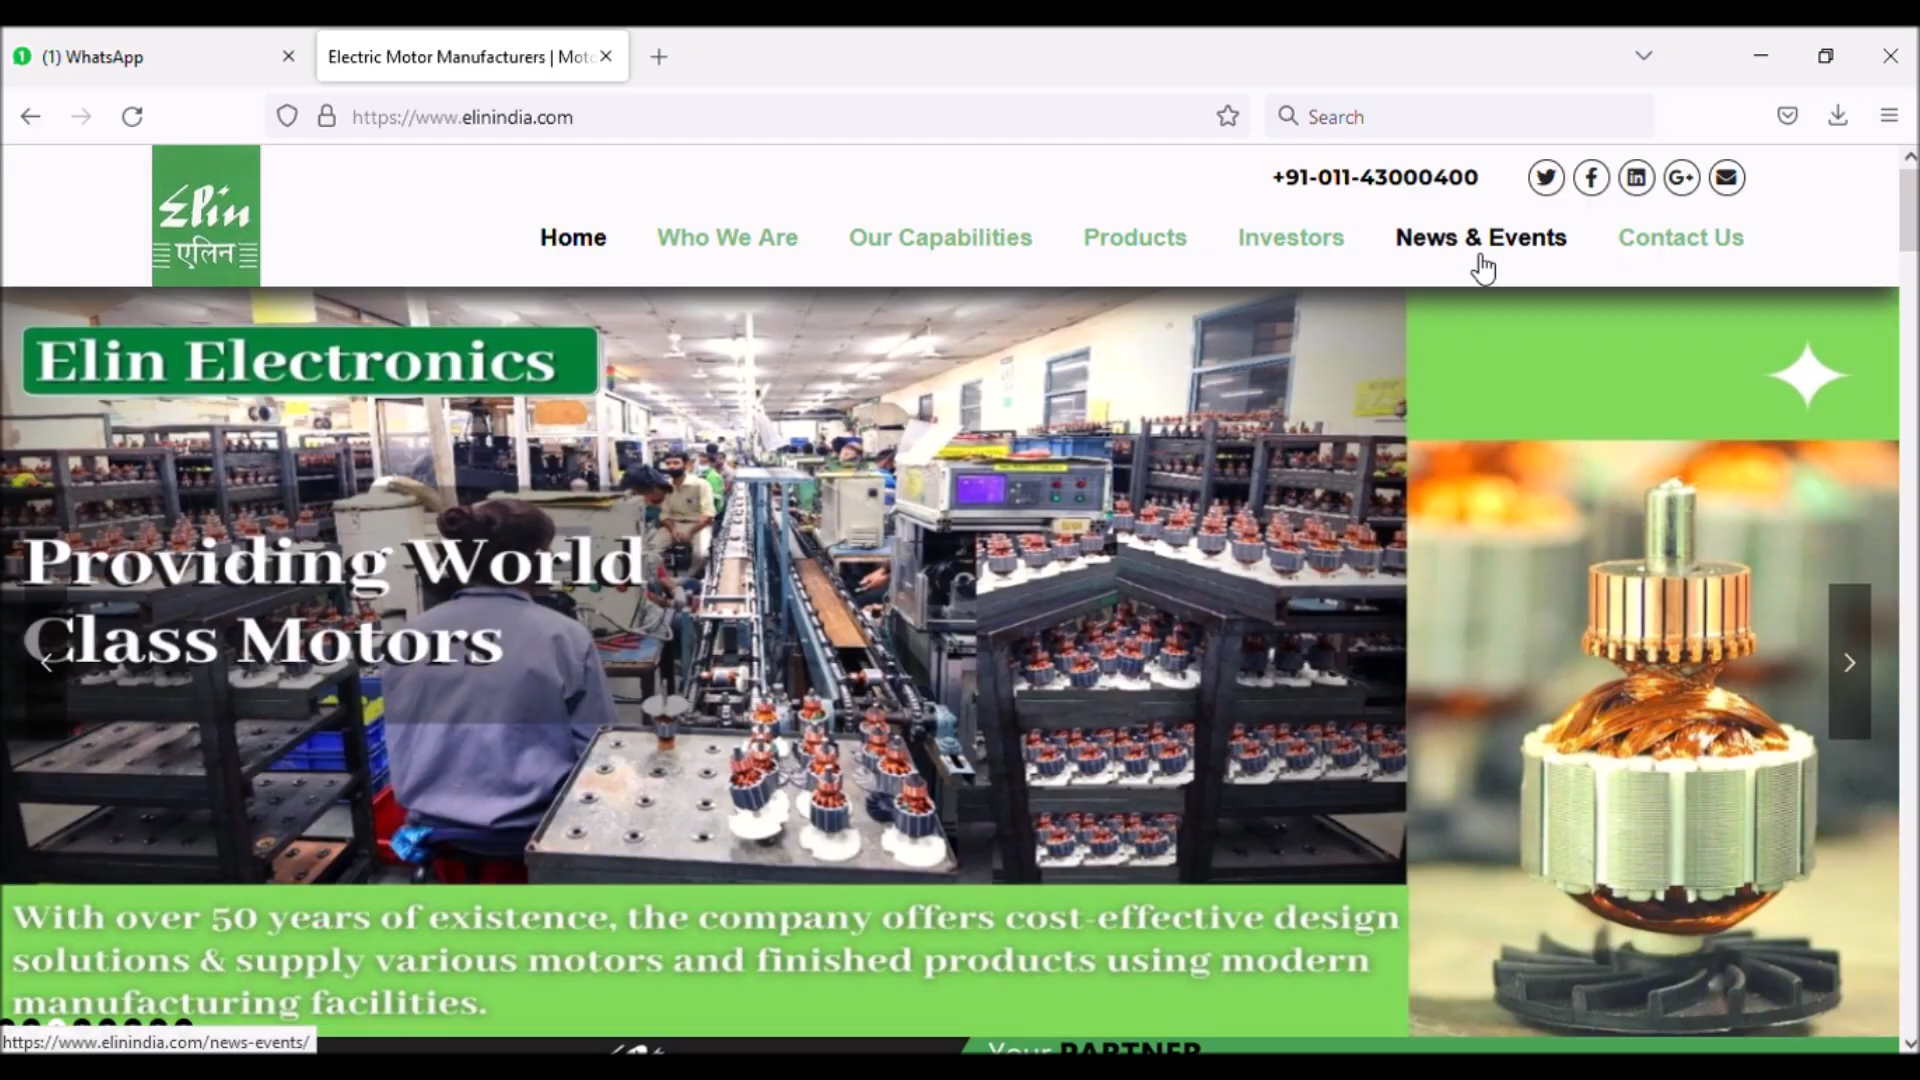 (1) WhatsApp
Electric Motor Manufacturers | Moto
https://www.elinindia.com
Search
Elin
एलिन
+91-011-43000400
Home
Who We Are
Our Capabilities
Products
Investors
News & Events
Contact Us
Elin Electronics
Providing World
Class Motors
With over 50 years of existence, the company offers cost-effective design
solutions & supply various motors and finished products using modern
manufacturing facilities.
https://www.elinindia.com/news-events/
Your PARTNER